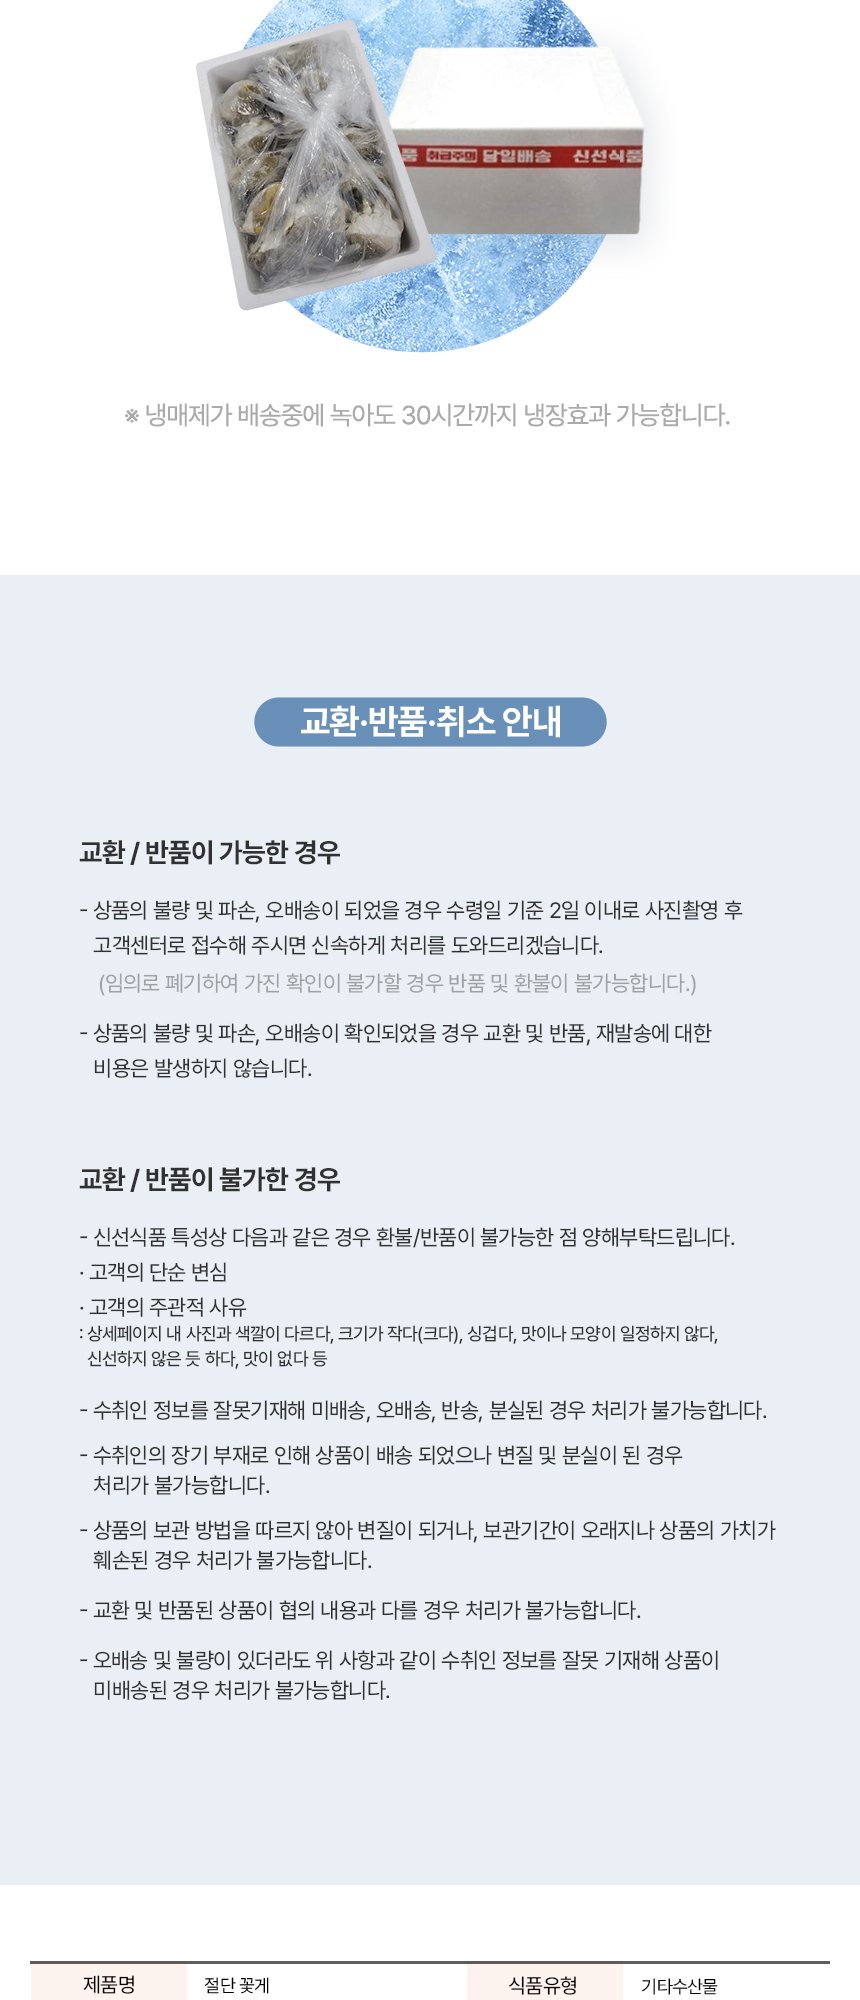 품 취급주의 당일배송 신선식품
※ 냉매제가 배송중에 녹아도 30시간까지 냉장효과 가능합니다.
교환·반품·취소 안내
교환 / 반품이 가능한 경우
- 상품의 불량 및 파손, 오배송이 되었을 경우 수령일 기준 2일 이내로 사진촬영 후
고객센터로 접수해 주시면 신속하게 처리를 도와드리겠습니다.
(임의로 폐기하여 가진 확인이 불가할 경우 반품 및 환불이 불가능합니다.)
- 상품의 불량 및 파손, 오배송이 확인되었을 경우 교환 및 반품, 재발송에 대한
비용은 발생하지 않습니다.
교환 / 반품이 불가한 경우
- 신선식품 특성상 다음과 같은 경우 환불/반품이 불가능한 점 양해부탁드립니다.
· 고객의 단순 변심
· 고객의 주관적 사유
: 상세페이지 내 사진과 색깔이 다르다, 크기가 작다(크다), 싱겁다, 맛이나 모양이 일정하지 않다,
신선하지 않은 듯 하다, 맛이 없다 등
- 수취인 정보를 잘못기재해 미배송, 오배송, 반송, 분실된 경우 처리가 불가능합니다.
- 수취인의 장기 부재로 인해 상품이 배송 되었으나 변질 및 분실이 된 경우
처리가 불가능합니다.
- 상품의 보관 방법을 따르지 않아 변질이 되거나, 보관기간이 오래지나 상품의 가치가
훼손된 경우 처리가 불가능합니다.
- 교환 및 반품된 상품이 협의 내용과 다를 경우 처리가 불가능합니다.
- 오배송 및 불량이 있더라도 위 사항과 같이 수취인 정보를 잘못 기재해 상품이
미배송된 경우 처리가 불가능합니다.
제품명 절단 꽃게 식품유형 기타수산물